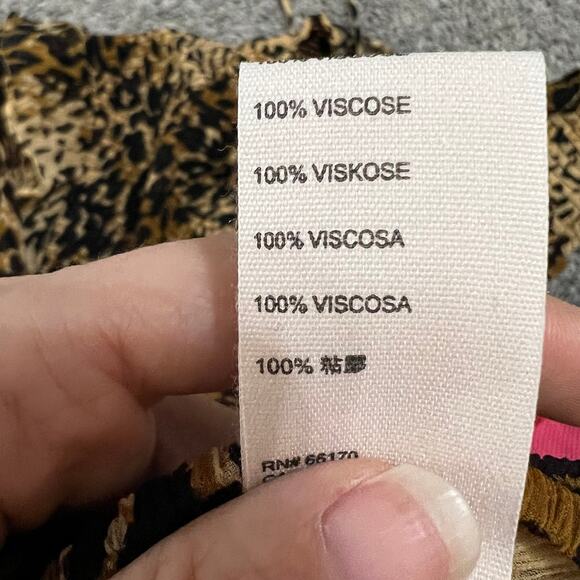 100% VISCOSE
100% VISKOSE
100% VISCOSA
100% VISCOSA
100% 粘膠
RN# 66170